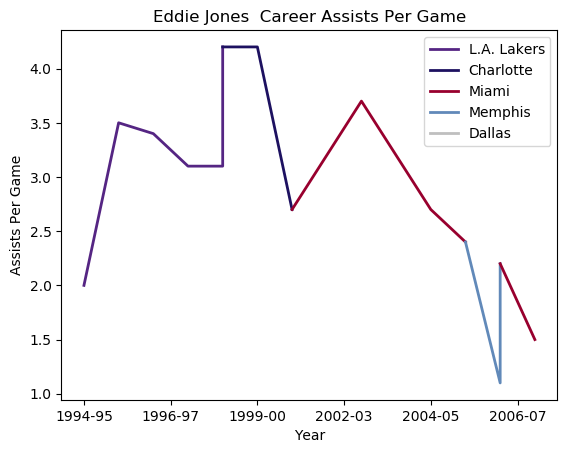 Eddie Jones  Career Assists Per Game
L.A. Lakers
Charlotte
Miami
Memphis
Dallas
Assists Per Game
4.0
3.5
3.0
2.5
2.0
1.5
1.0
1994-95 1996-97 1999-00 2002-03 2004-05 2006-07
Year